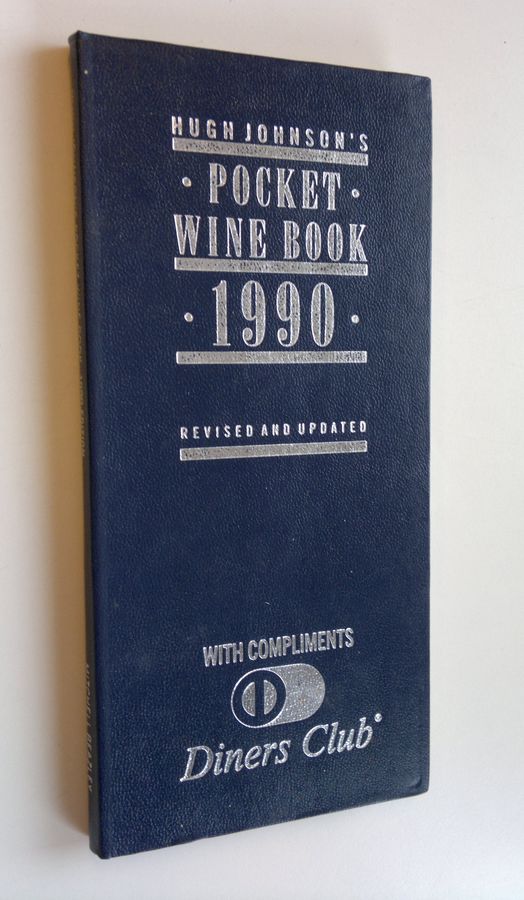 HUGH JOHNSON'S
· POCKET ·
WINE BOOK
· 1990 ·
REVISED AND UPDATED
WITH COMPLIMENTS
Diners Club®